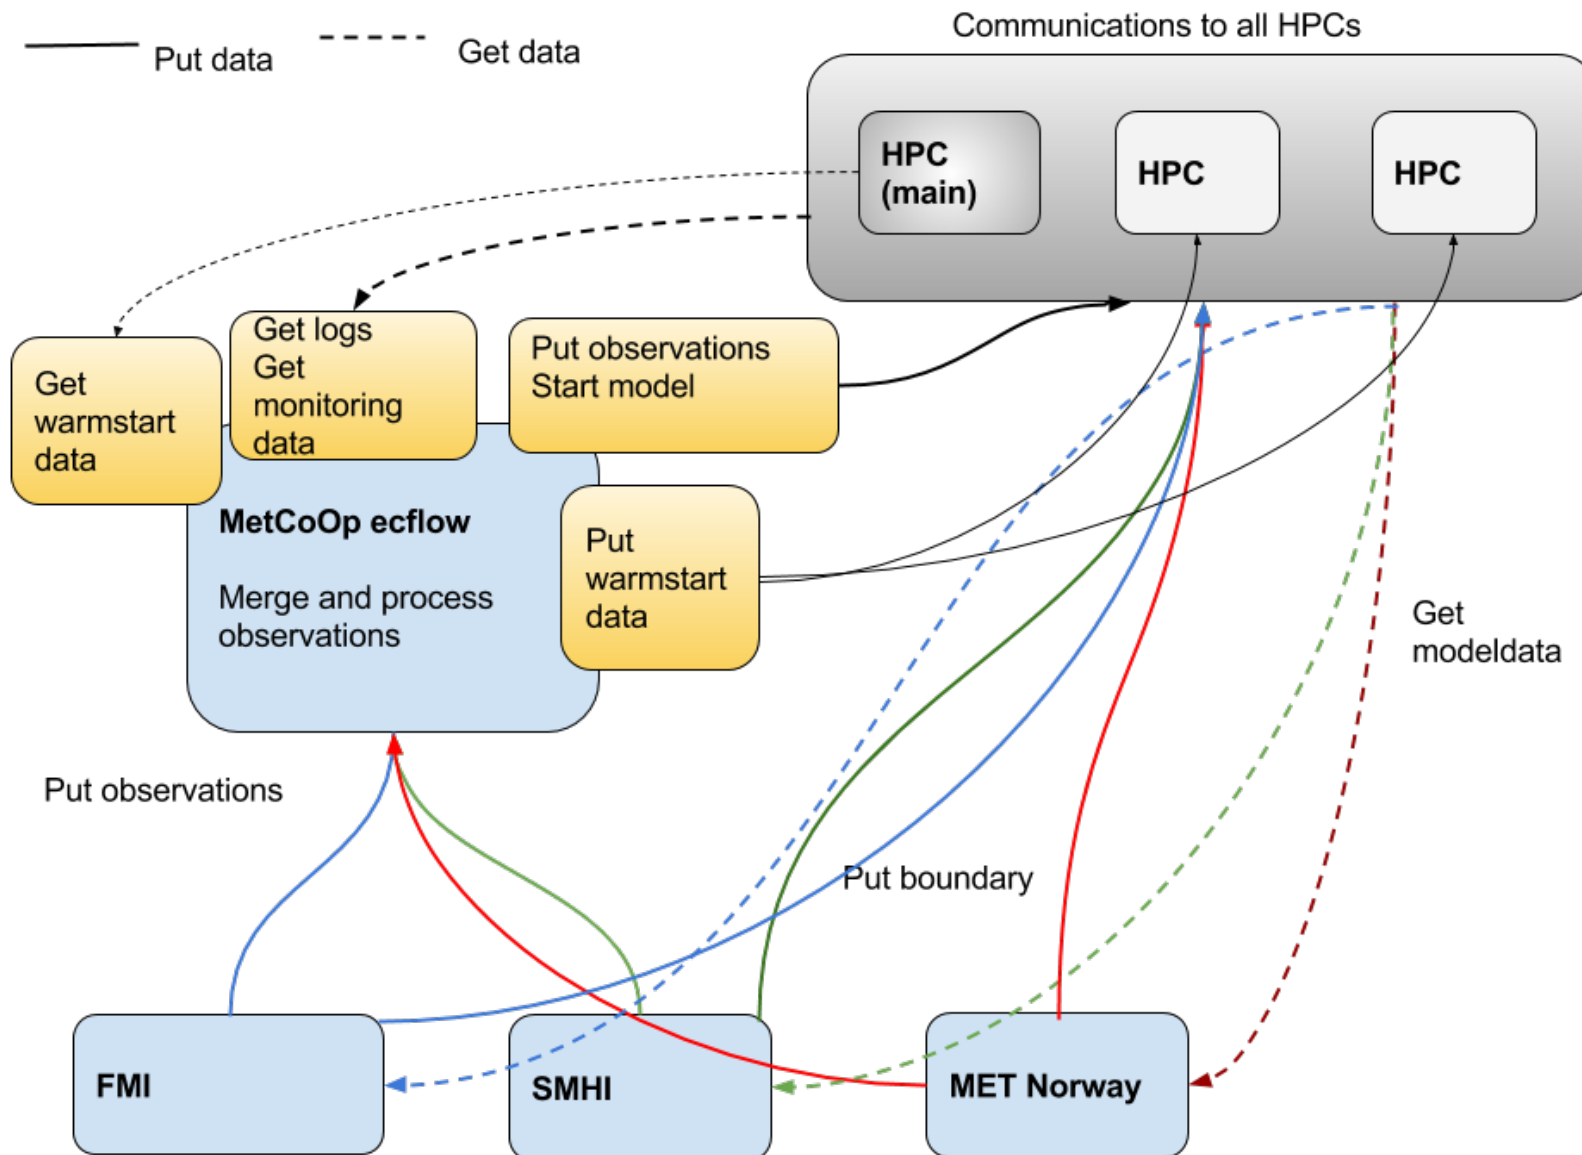 Put data
Get data
Communications to all HPCs
HPC
(main)
HPC
HPC
Get logs
Get
monitoring
data
Put observations
Start model
Get
warmstart
data
MetCoOp ecflow
Merge and process
observations
Put
warmstart
data
Get
modeldata
Put observations
Put boundary
FMI
SMHI
MET Norway